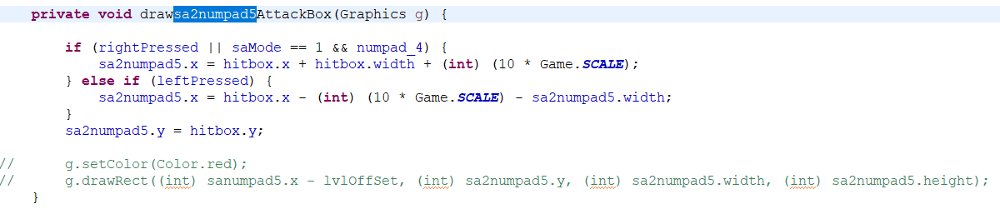 private void drawsa2numpad5AttackBox(Graphics g) {
if (rightPressed || saMode == 1 && numpad_4) {
sa2numpad5.x = hitbox.x + hitbox.width + (int) (10 * Game.SCALE);
} else if (leftPressed) {
sa2numpad5.x = hitbox.x - (int) (10 * Game.SCALE) - sa2numpad5.width;
}
sa2numpad5.y = hitbox.y;
// g.setColor(Color.red);
// g.drawRect((int) sanumpad5.x - lvlOffSet, (int) sa2numpad5.y, (int) sa2numpad5.width, (int) sa2numpad5.height);
}